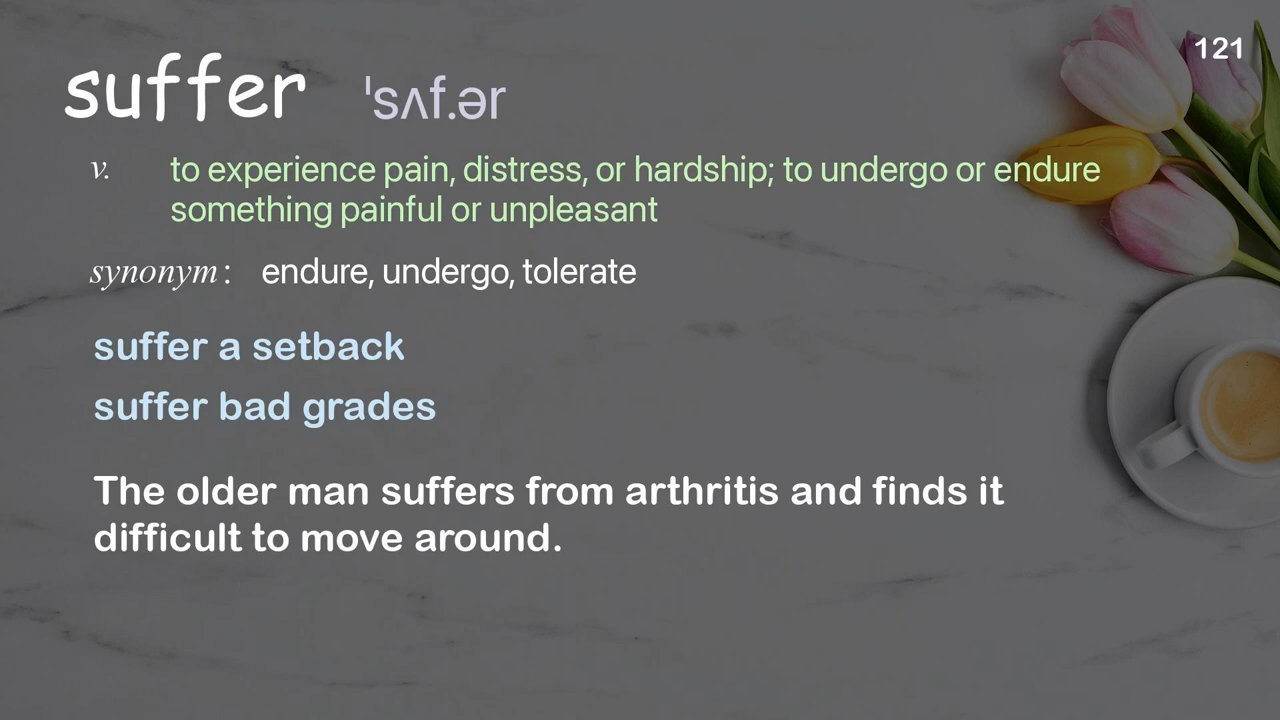 121
suffer ˈsʌf.ər
v. to experience pain, distress, or hardship; to undergo or endure
something painful or unpleasant
synonym: endure, undergo, tolerate
suffer a setback
suffer bad grades
The older man suffers from arthritis and finds it
difficult to move around.